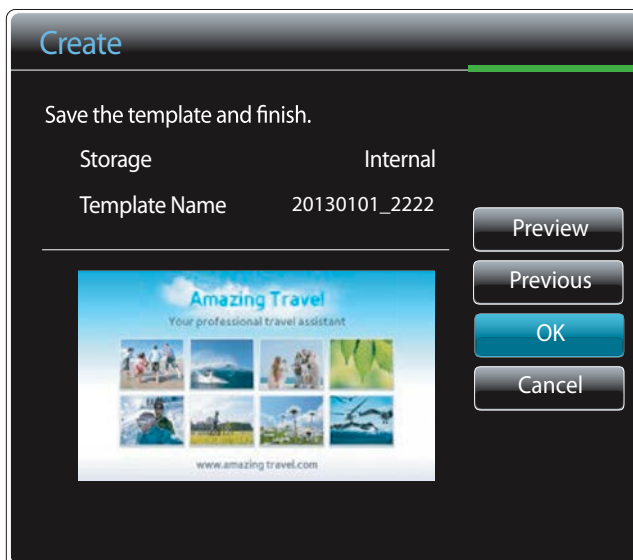 Create
Save the template and finish.
Storage Internal
Template Name 20130101_2222
Preview
Previous
OK
Cancel
Amazing Travel
Your professional travel assistant
www.amazing travel.com